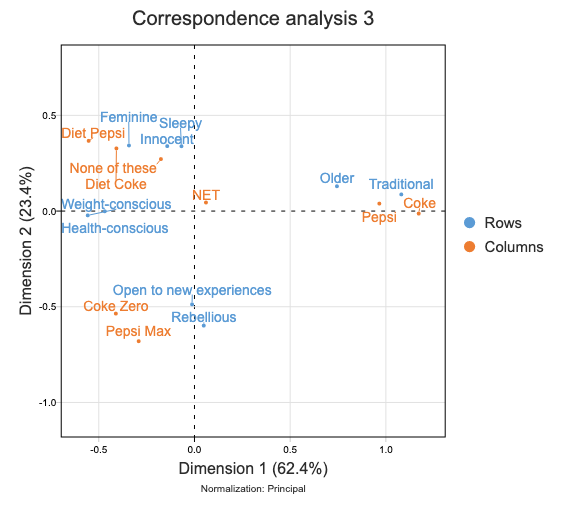 Correspondence analysis 3
Feminine
Sleepy
Diet Pepsi
Innocent
None of these
Diet Coke
Older
Traditional
NET
Coke
Pepsi
Weight-conscious
Health-conscious
Open to new experiences
Coke Zero
Rebellious
Pepsi Max
0.5
0.0
-0.5
-1.0
Dimension 2 (23.4%)
-0.5
0.0
0.5
1.0
Dimension 1 (62.4%)
Normalization: Principal
Rows
Columns